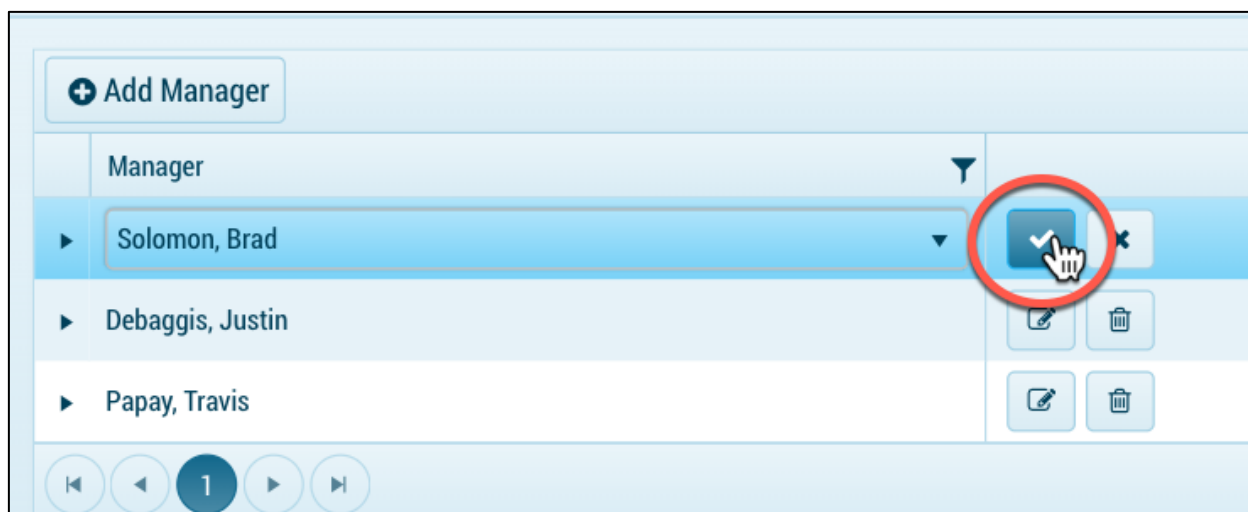 Add Manager
Manager
Solomon, Brad
Debaggis, Justin
Papay, Travis
1